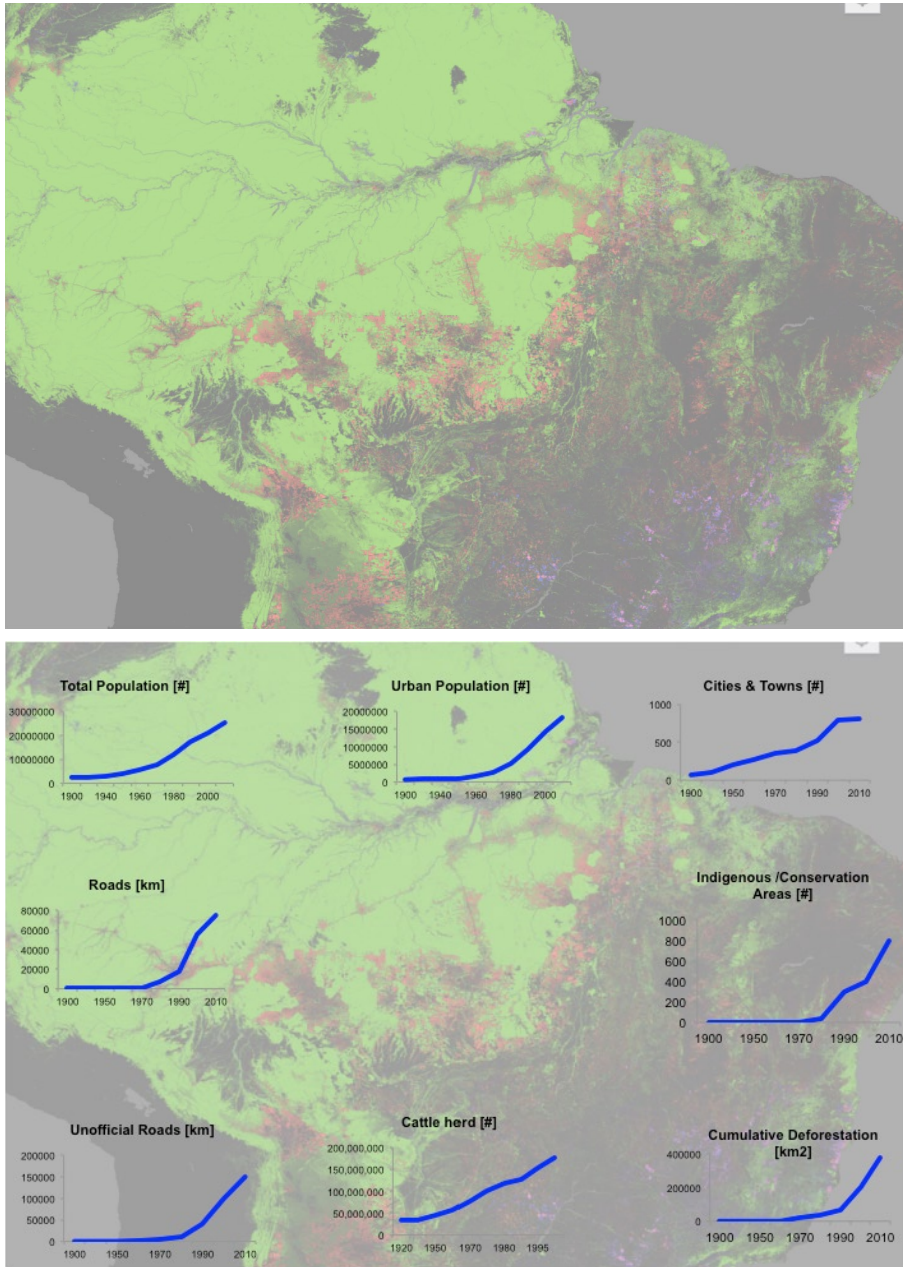 Total Population [#]
30000000
20000000
10000000
0
1900 1940 1960 1980 2000
Urban Population [#]
20000000
15000000
10000000
5000000
0
1900 1940 1960 1980 2000
Cities & Towns [#]
1000
500
0
1900 1950 1970 1990 2010
Roads [km]
80000
60000
40000
20000
0
1900 1950 1970 1990 2010
Indigenous /Conservation
Areas [#]
1000
800
600
400
200
0
1900 1950 1970 1990 2010
Unofficial Roads [km]
200000
150000
100000
50000
0
1900 1950 1970 1990 2010
Cattle herd [#]
200,000,000
150,000,000
100,000,000
50,000,000
0
1920 1950 1970 1980 1995
Cumulative Deforestation
[km2]
400000
200000
0
1900 1950 1970 1990 2010